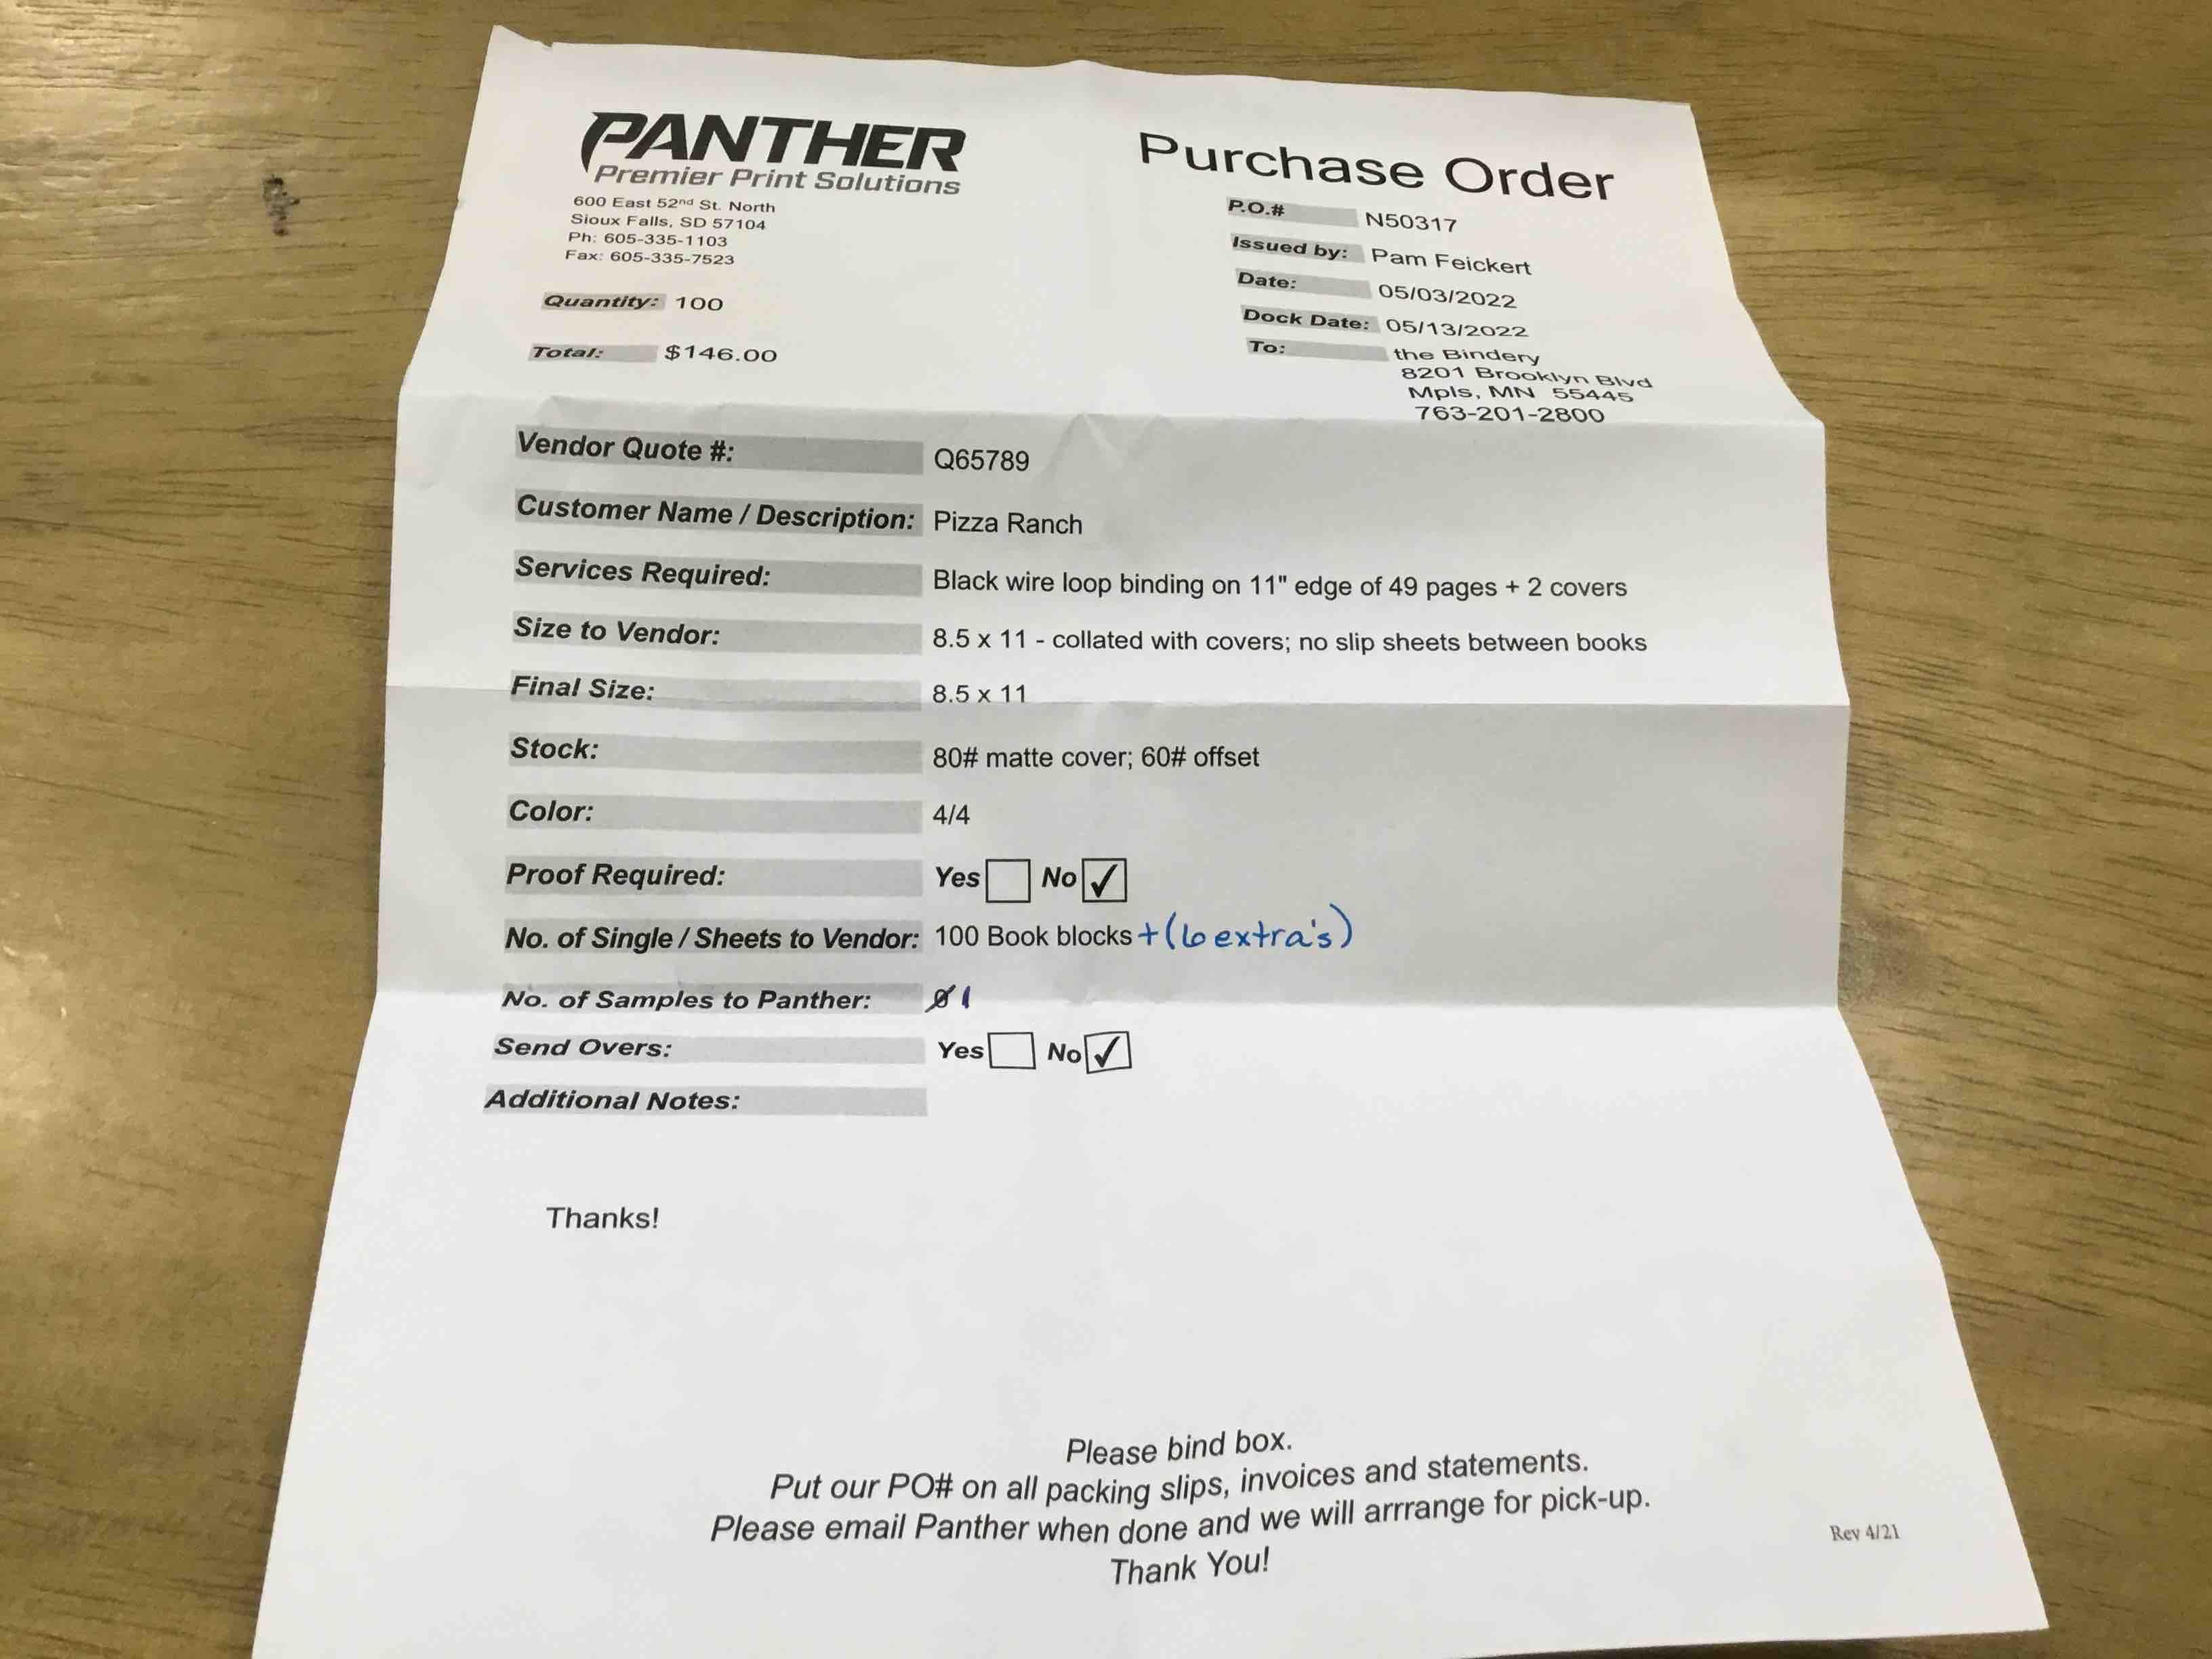 PANTHER
Premier Print Solutions
600 East 52nd St. North
Sioux Falls, SD 57104
Ph: 605-335-1103
Fax: 605-335-7523
Quantity: 100
Total: $146.00
Purchase Order
P.O.# N50317
Issued by: Pam Feickert
Date: 05/03/2022
Dock Date: 05/13/2022
To: the Bindery
8201 Brooklyn Blvd
Mpls, MN 55445
763-201-2800
Vendor Quote #: Q65789
Customer Name / Description: Pizza Ranch
Services Required: Black wire loop binding on 11" edge of 49 pages + 2 covers
Size to Vendor: 8.5 x 11 - collated with covers; no slip sheets between books
Final Size: 8.5 x 11
Stock: 80# matte cover; 60# offset
Color: 4/4
Proof Required: Yes No ✓
No. of Single / Sheets to Vendor: 100 Book blocks + (6 extra's)
No. of Samples to Panther: 0 1
Send Overs: Yes No ✓
Additional Notes:
Thanks!
Please bind box.
Put our PO# on all packing slips, invoices and statements.
Please email Panther when done and we will arrrange for pick-up.
Thank You!
Rev 4/21